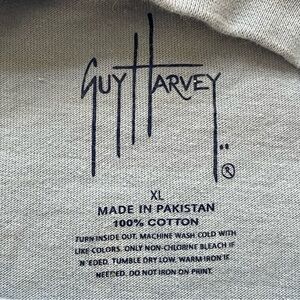 GUY HARVEY
®
XL
MADE IN PAKISTAN
100% COTTON
TURN INSIDE OUT. MACHINE WASH COLD WITH
LIKE COLORS. ONLY NON-CHLORINE BLEACH IF
N EDED. TUMBLE DRY LOW. WARM IRON IF
NEEDED. DO NOT IRON ON PRINT.